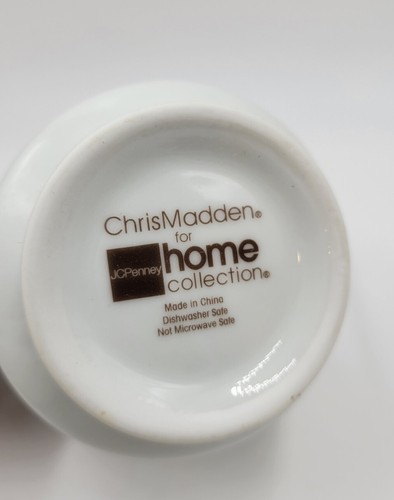 ChrisMadden®
for
JCPenney home
collection®
Made in China
Dishwasher Safe
Not Microwave Safe